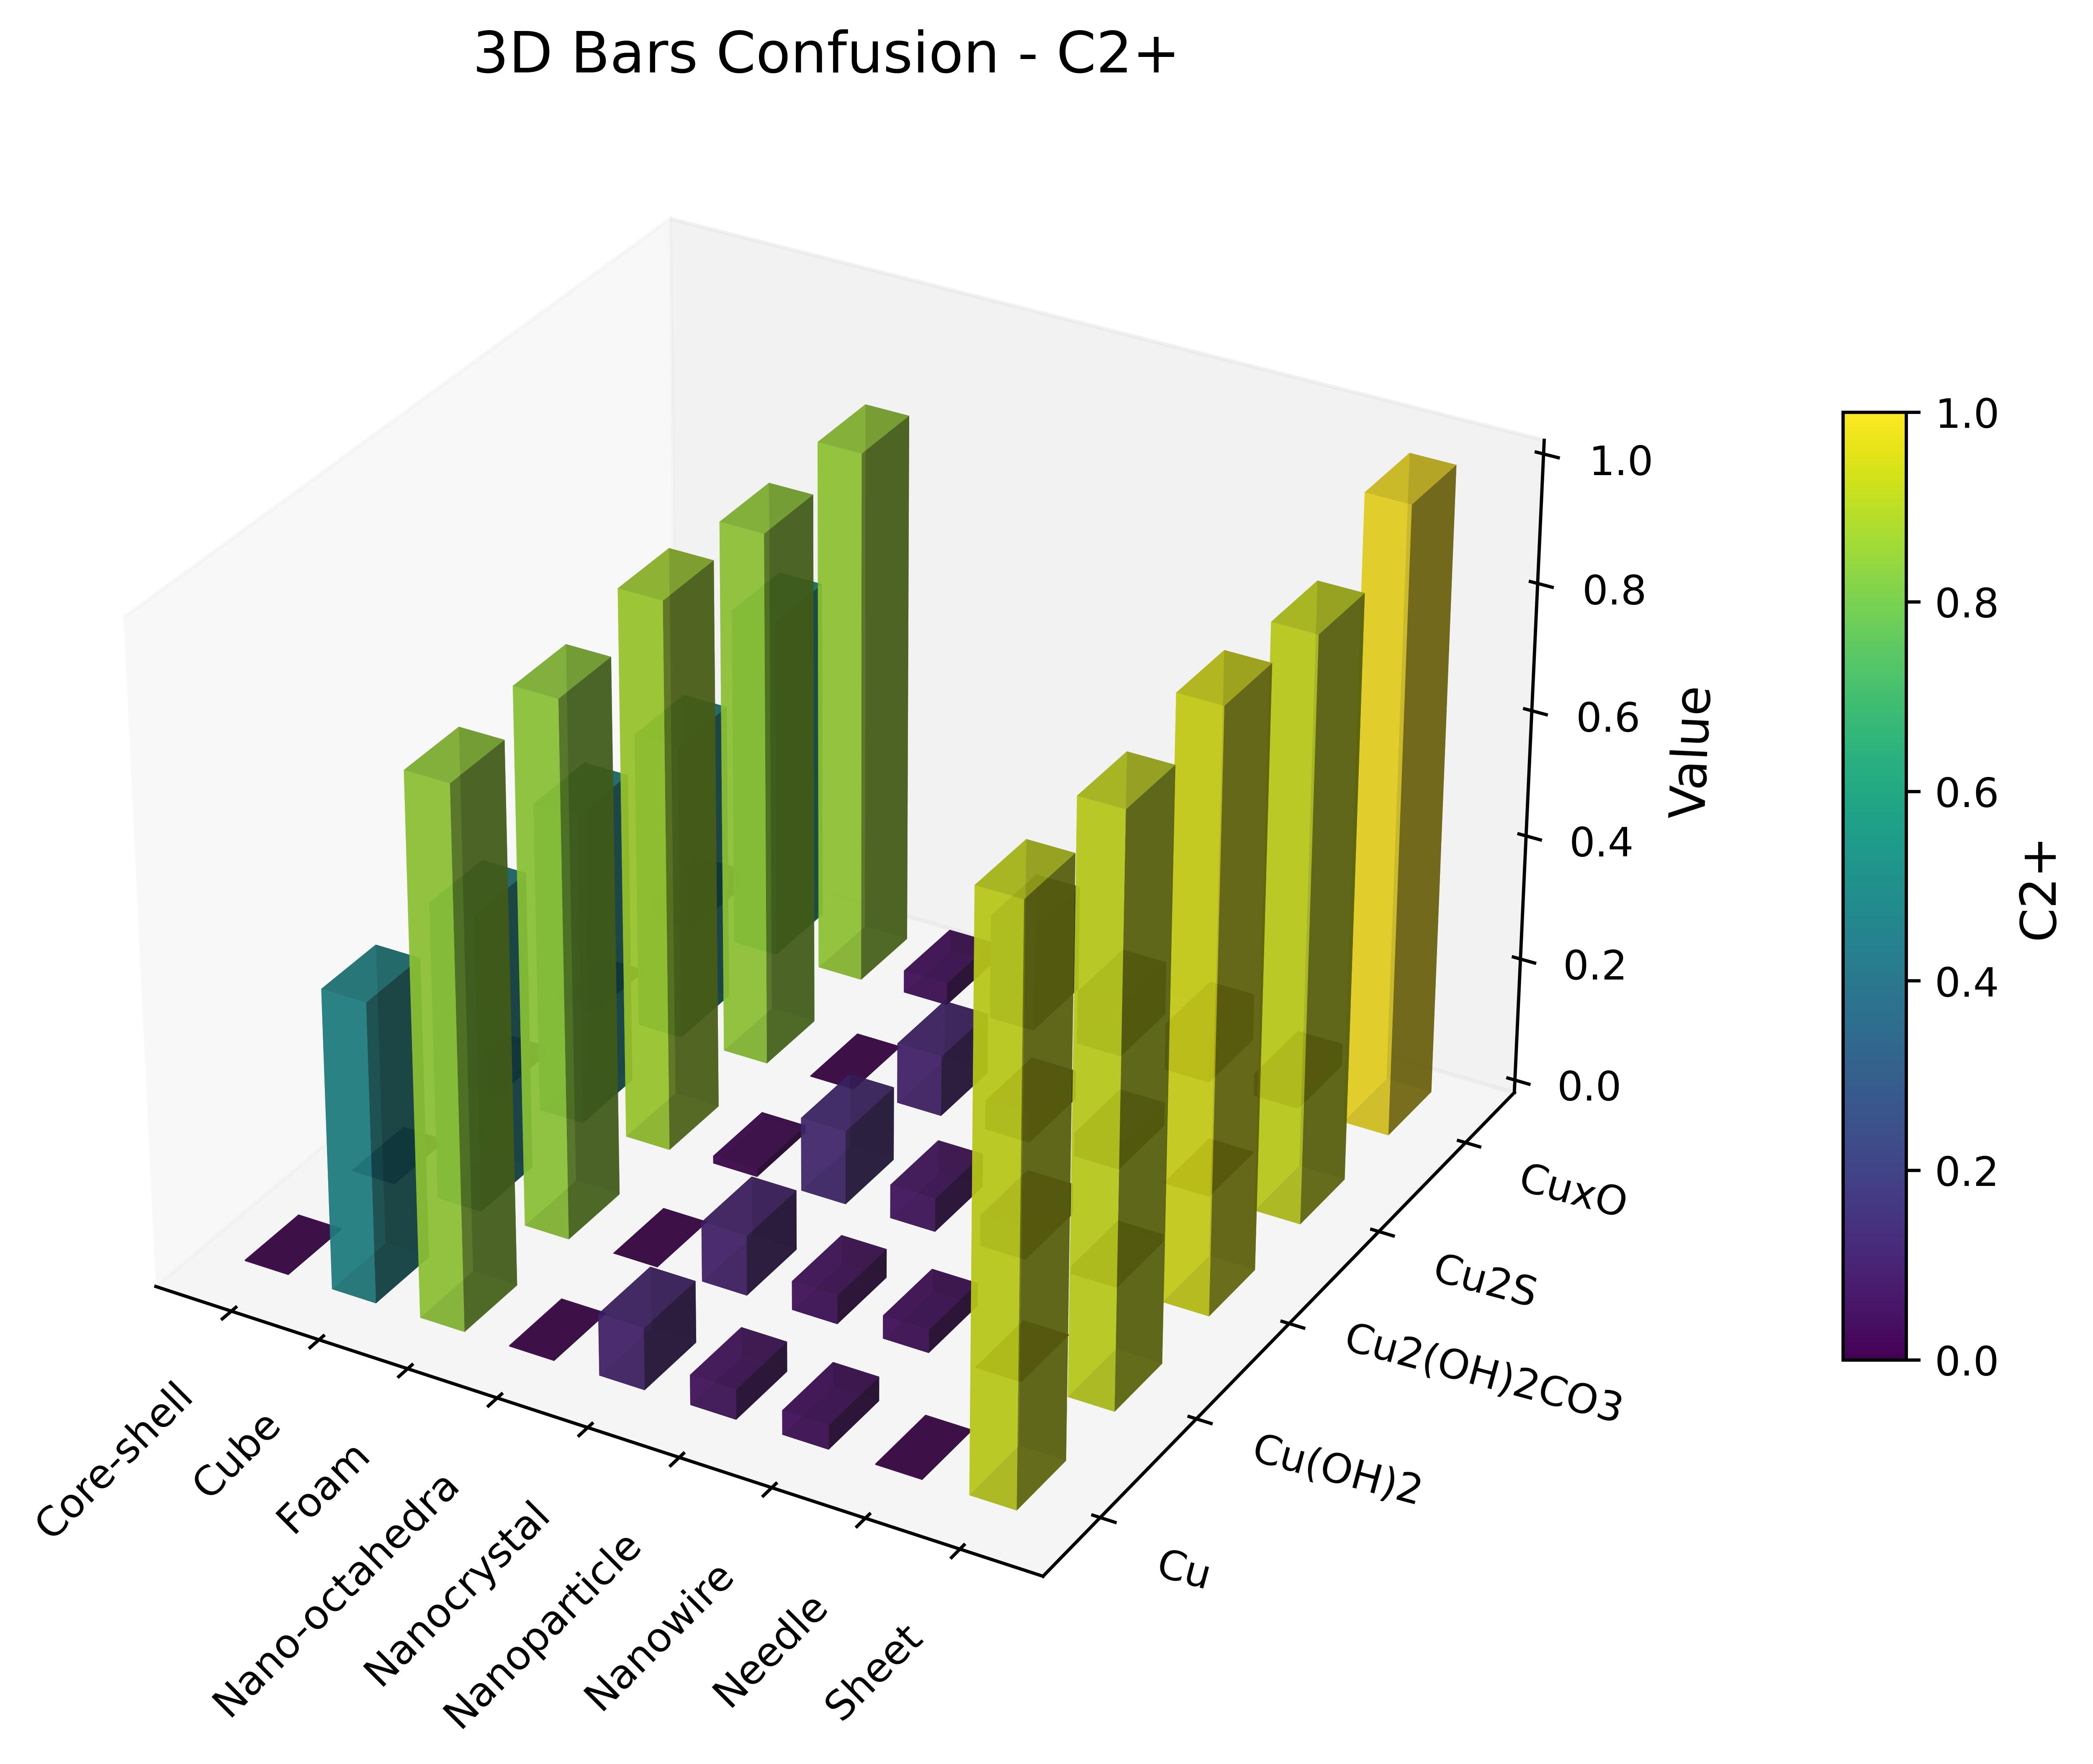 3D Bars Confusion - C2+
1.0
0.8
0.6
0.4
0.2
0.0
Value
1.0
0.8
0.6
0.4
0.2
0.0
C2+
CuxO
Cu2S
Cu2(OH)2CO3
Cu(OH)2
Cu
Core-shell
Cube
Foam
Nano-octahedra
Nanocrystal
Nanoparticle
Nanowire
Needle
Sheet